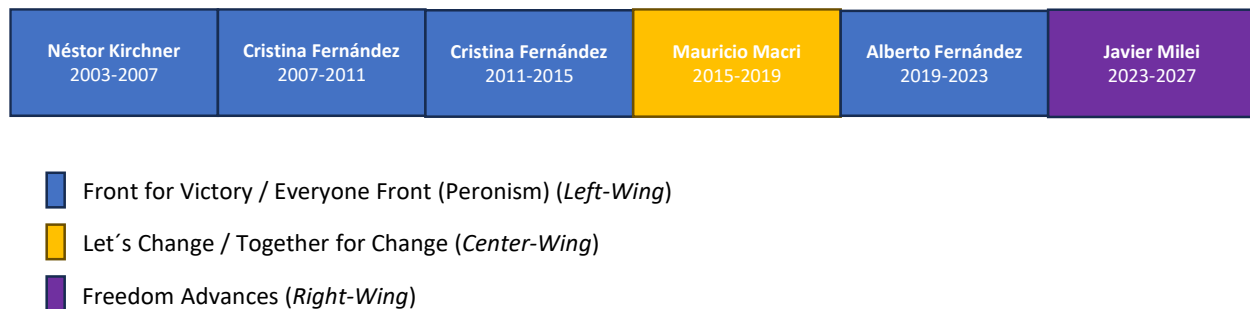 Néstor Kirchner
2003-2007
Cristina Fernández
2007-2011
Cristina Fernández
2011-2015
Mauricio Macri
2015-2019
Alberto Fernández
2019-2023
Javier Milei
2023-2027
Front for Victory / Everyone Front (Peronism) (Left-Wing)
Let´s Change / Together for Change (Center-Wing)
Freedom Advances (Right-Wing)